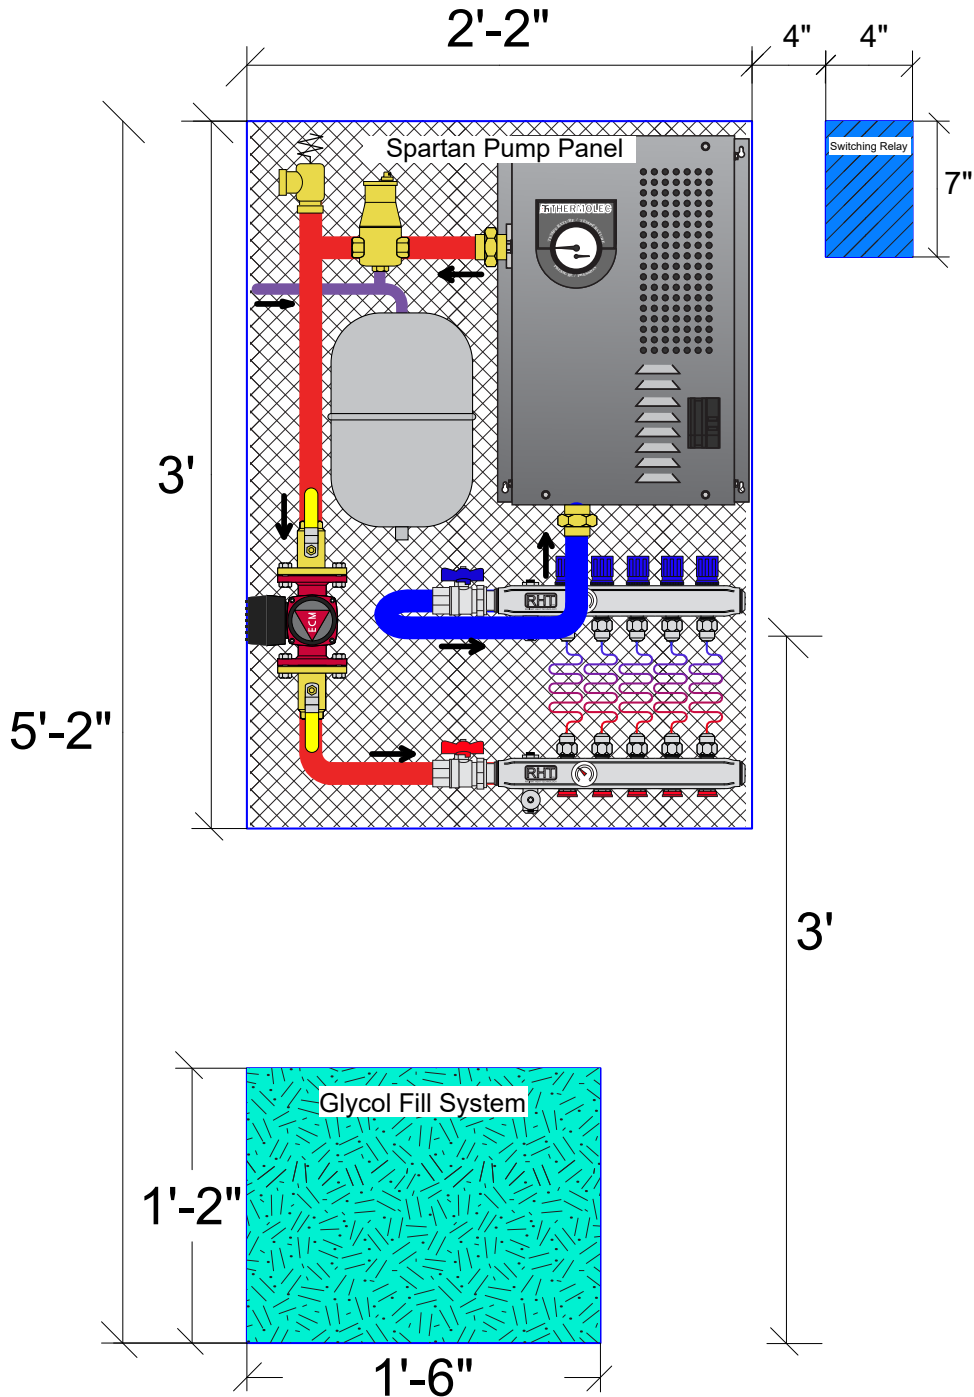 2'-2"
4"
4"
Spartan Pump Panel
Switching Relay
7"
THERMOLEC
3'
RHT
ECM
5'-2"
RHT
3'
Glycol Fill System
1'-2"
1'-6"